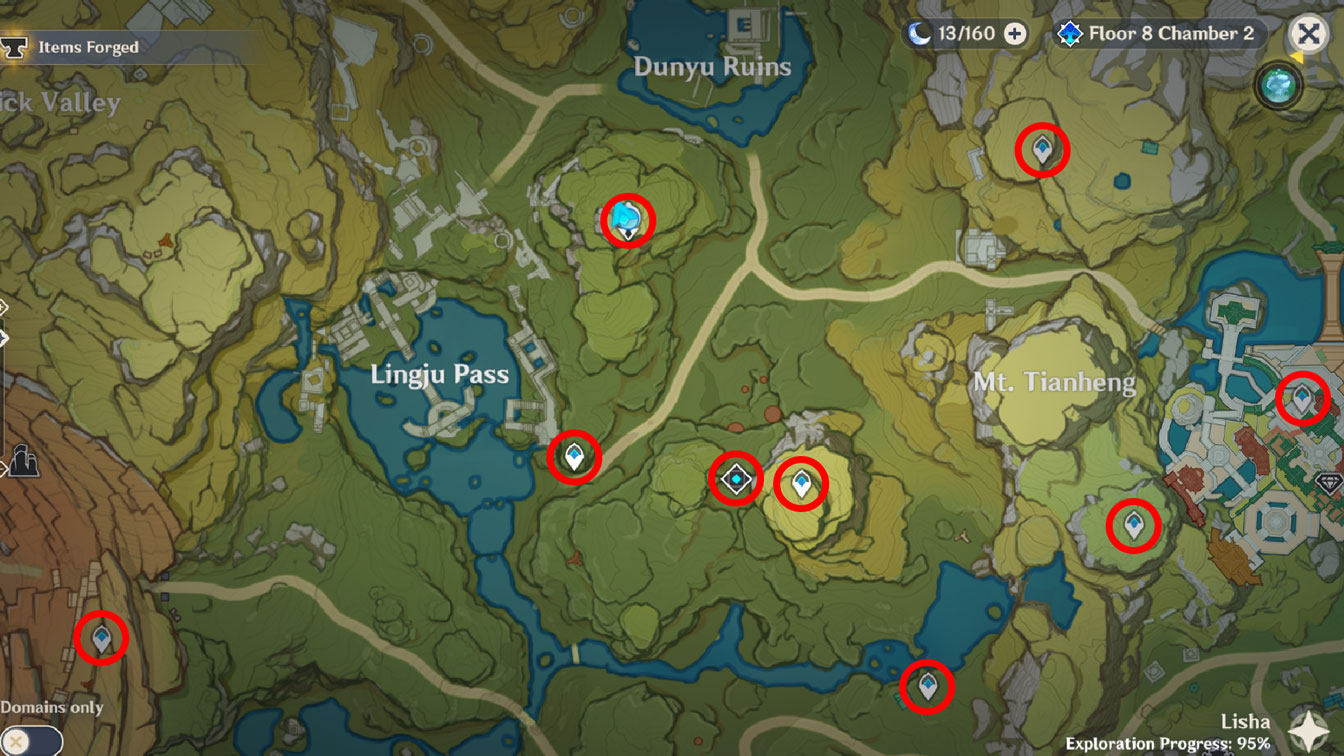 Items Forged
13/160
Floor 8 Chamber 2
Dunyu Ruins
ick Valley
Lingju Pass
Mt. Tianheng
Domains only
Lisha
Exploration Progress: 95%